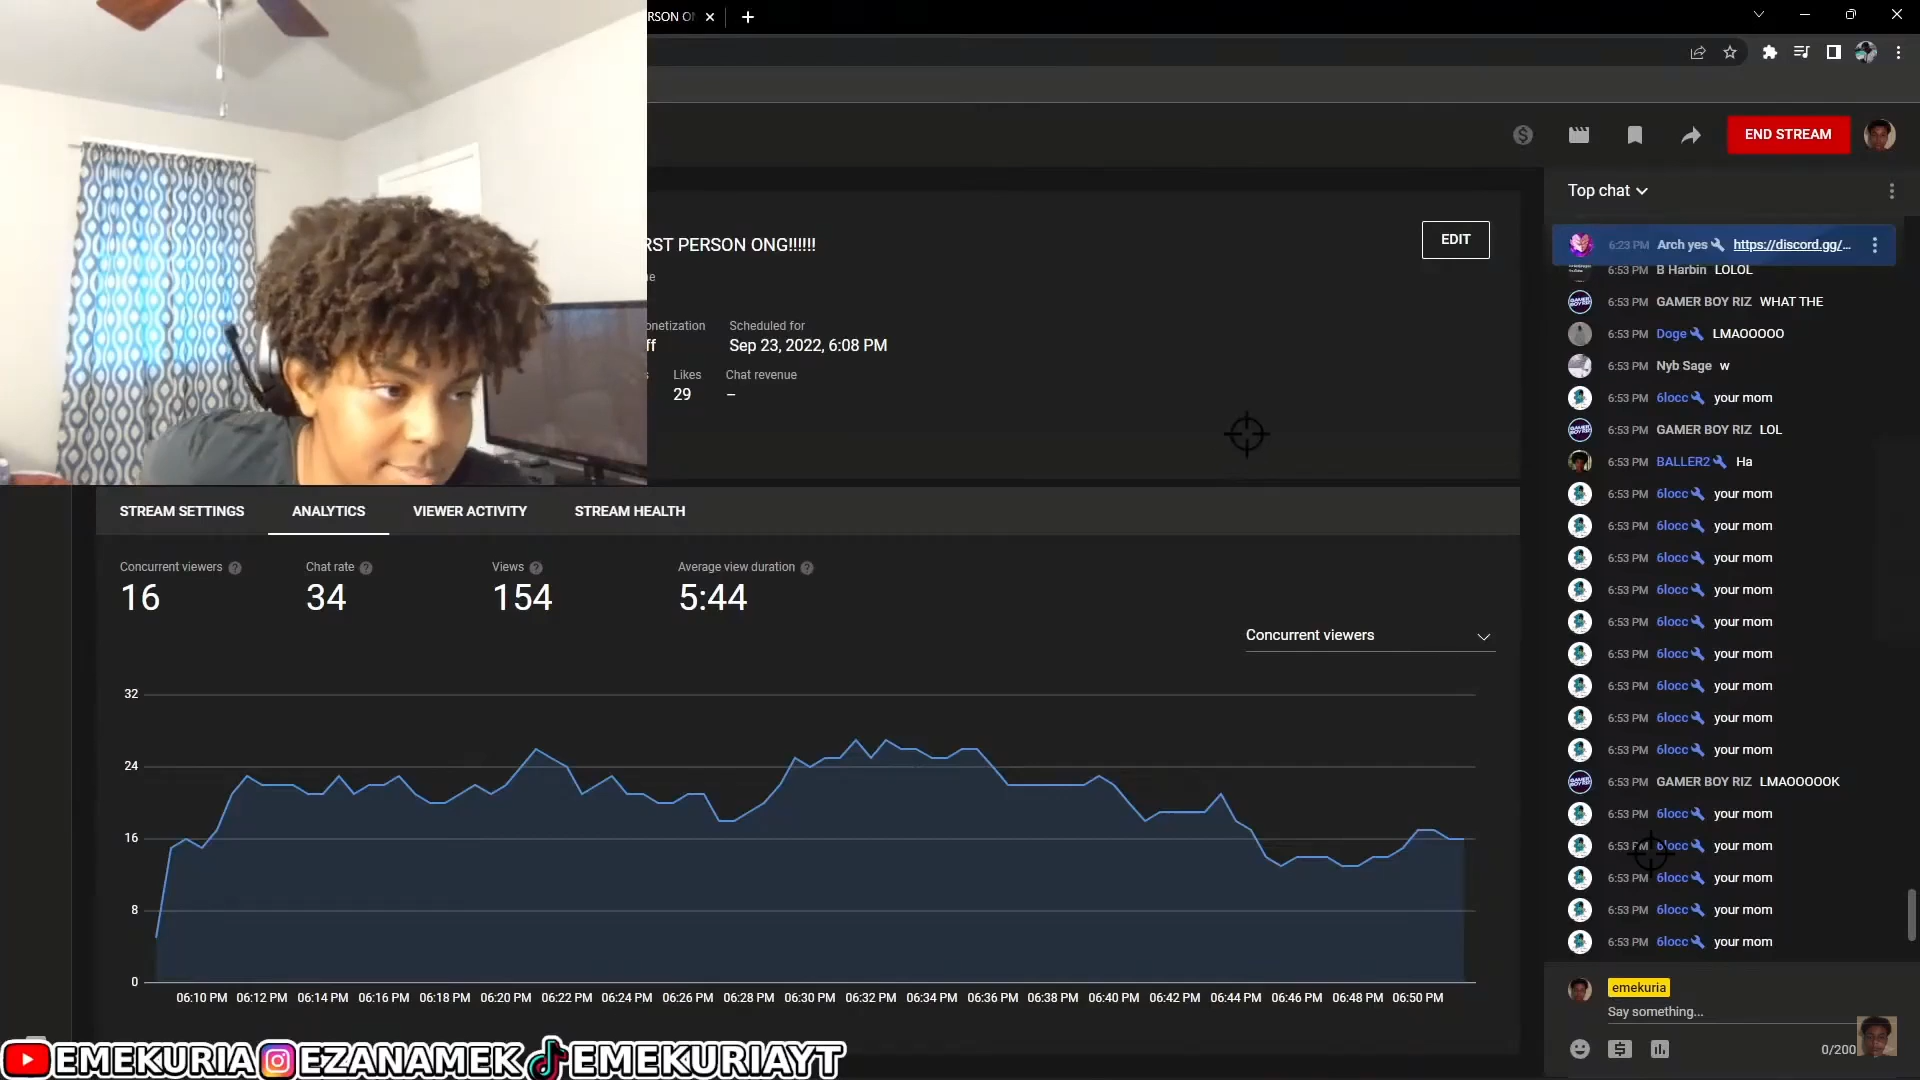 RSON O
END STREAM
RST PERSON ONG!!!!!!
EDIT
Scheduled for
ff
Sep 23, 2022, 6:08 PM
Likes
Chat revenue
29
–
STREAM SETTINGS
ANALYTICS
VIEWER ACTIVITY
STREAM HEALTH
Concurrent viewers
Chat rate
Views
Average view duration
16
34
154
5:44
Concurrent viewers
32
24
16
8
0
06:10 PM 06:12 PM 06:14 PM 06:16 PM 06:18 PM 06:20 PM 06:22 PM 06:24 PM 06:26 PM 06:28 PM 06:30 PM 06:32 PM 06:34 PM 06:36 PM 06:38 PM 06:40 PM 06:42 PM 06:44 PM 06:46 PM 06:48 PM 06:50 PM
Top chat
6:23 PM Arch yes https://discord.gg/...
6:53 PM B Harbin LOLOL
6:53 PM GAMER BOY RIZ WHAT THE
6:53 PM Doge LMAOOOOO
6:53 PM Nyb Sage w
6:53 PM 6locc your mom
6:53 PM GAMER BOY RIZ LOL
6:53 PM BALLER2 Ha
6:53 PM 6locc your mom
6:53 PM 6locc your mom
6:53 PM 6locc your mom
6:53 PM 6locc your mom
6:53 PM 6locc your mom
6:53 PM 6locc your mom
6:53 PM 6locc your mom
6:53 PM 6locc your mom
6:53 PM 6locc your mom
6:53 PM GAMER BOY RIZ LMAOOOOOK
6:53 PM 6locc your mom
6:53 PM 6locc your mom
6:53 PM 6locc your mom
6:53 PM 6locc your mom
6:53 PM 6locc your mom
emekuria
Say something...
0/200
EMEKURIA EZANAMEK EMEKURIAYT